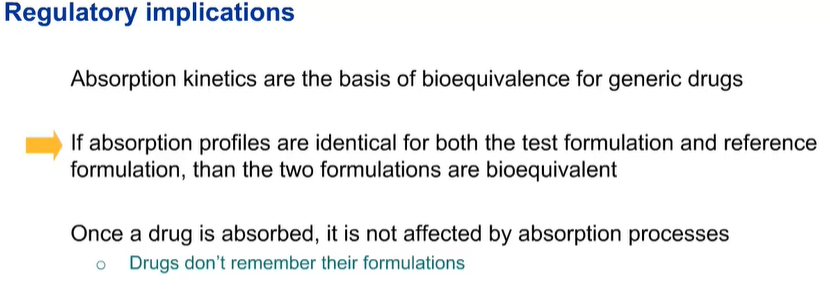 Regulatory implications
Absorption kinetics are the basis of bioequivalence for generic drugs
If absorption profiles are identical for both the test formulation and reference
formulation, than the two formulations are bioequivalent
Once a drug is absorbed, it is not affected by absorption processes
o Drugs don't remember their formulations